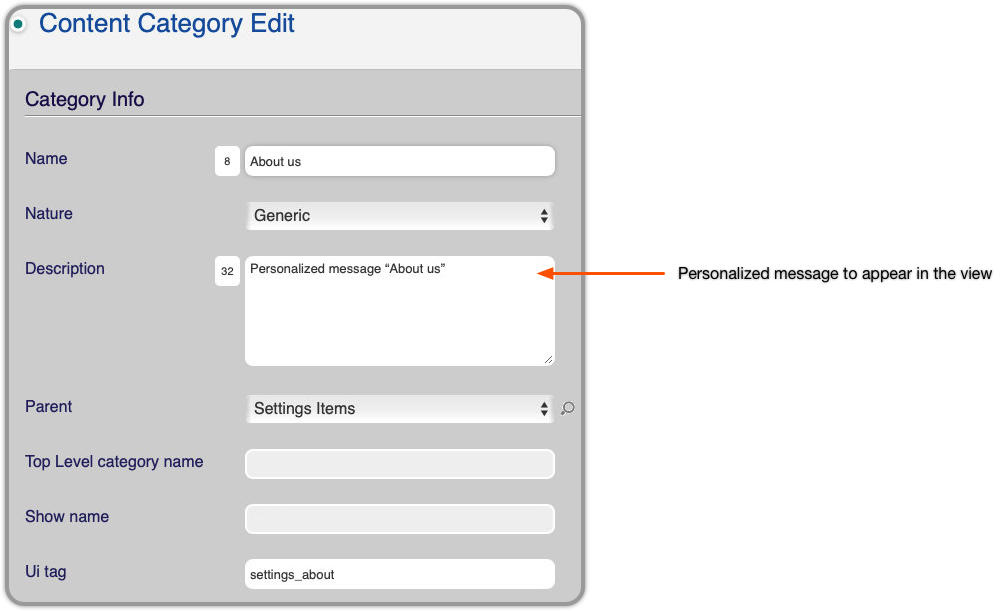 Content Category Edit
Category Info
Name 8 About us
Nature Generic
Description 32 Personalized message “About us”
Personalized message to appear in the view
Parent Settings Items
Top Level category name
Show name
Ui tag settings_about